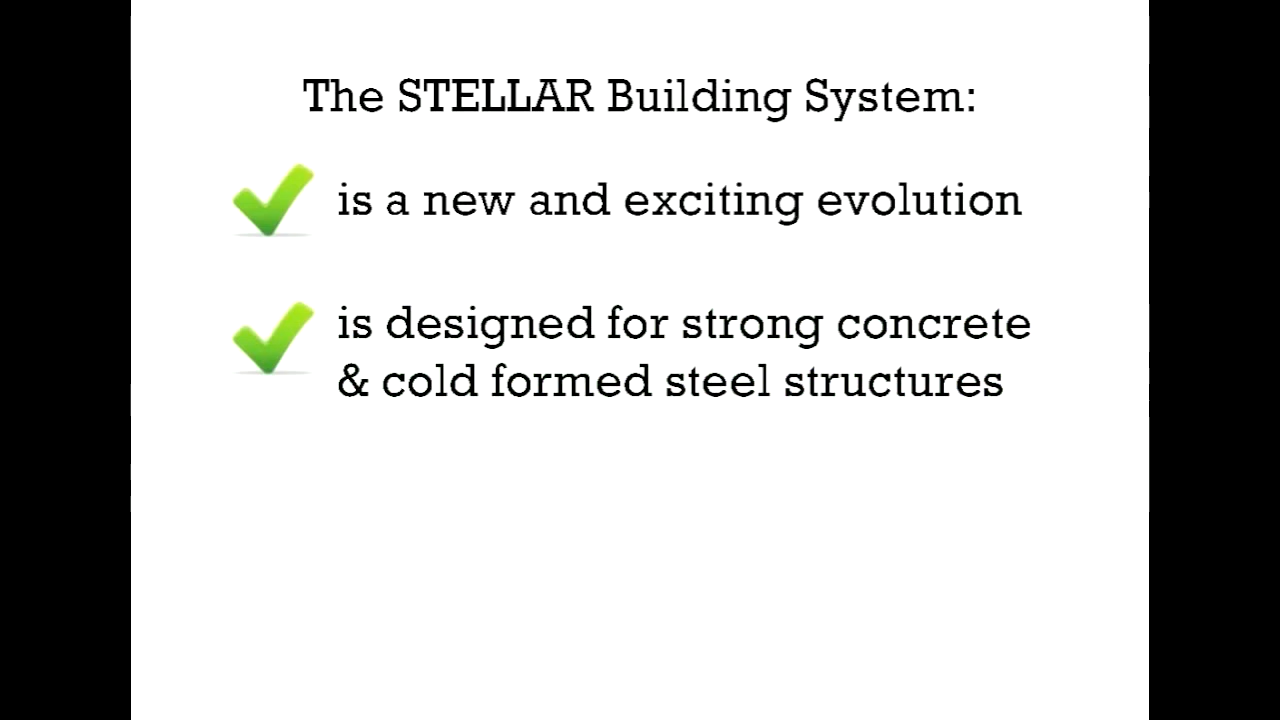 The STELLAR Building System:
is a new and exciting evolution
is designed for strong concrete
& cold formed steel structures